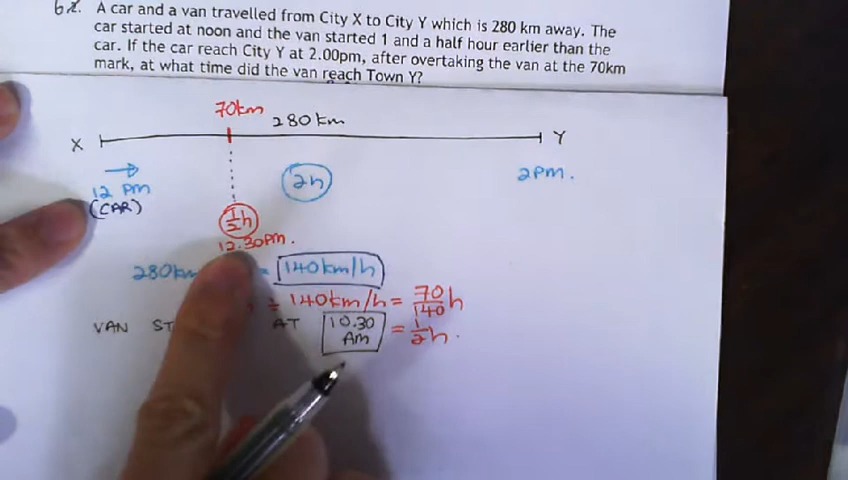 62. A car and a van travelled from City X to City Y which is 280 km away. The
car started at noon and the van started 1 and a half hour earlier than the
car. If the car reach City Y at 2.00pm, after overtaking the van at the 70km
mark, at what time did the van reach Town Y?
70km
280 km
X
Y
12 pm
(CAR)
2h
2pm.
1/2h
12.30pm.
280km
= 140km/h
÷ 140km/h = 70/140 h
VAN ST AT 10.30 Am
= 1/2 h.